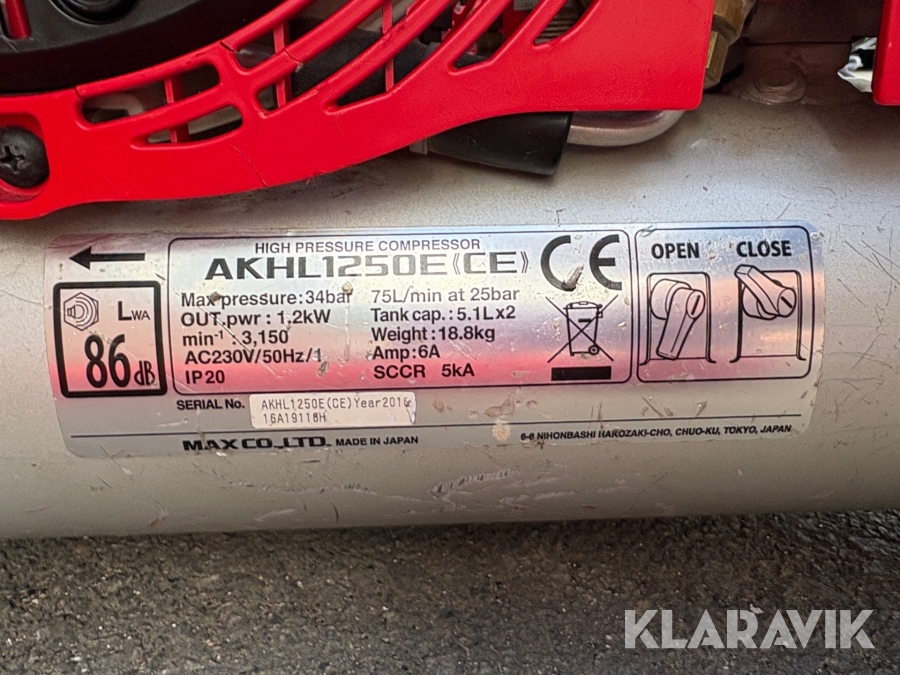 HIGH PRESSURE COMPRESSOR
AKHL1250E《CE》 CE
LWA
86dB
Max pressure:34bar 75L/min at 25bar
OUT.pwr : 1.2kW Tank cap. : 5.1L x2
min⁻¹ : 3,150 Weight : 18.8kg
AC230V/50Hz/1 Amp:6A
IP20 SCCR 5kA
OPEN CLOSE
SERIAL No. AKHL1250E(CE)Year2016
16A19116H
MAX CO.,LTD. MADE IN JAPAN
6-6 NIHONBASHI HAKOZAKI-CHO, CHUO-KU, TOKYO, JAPAN
KLARAVIK